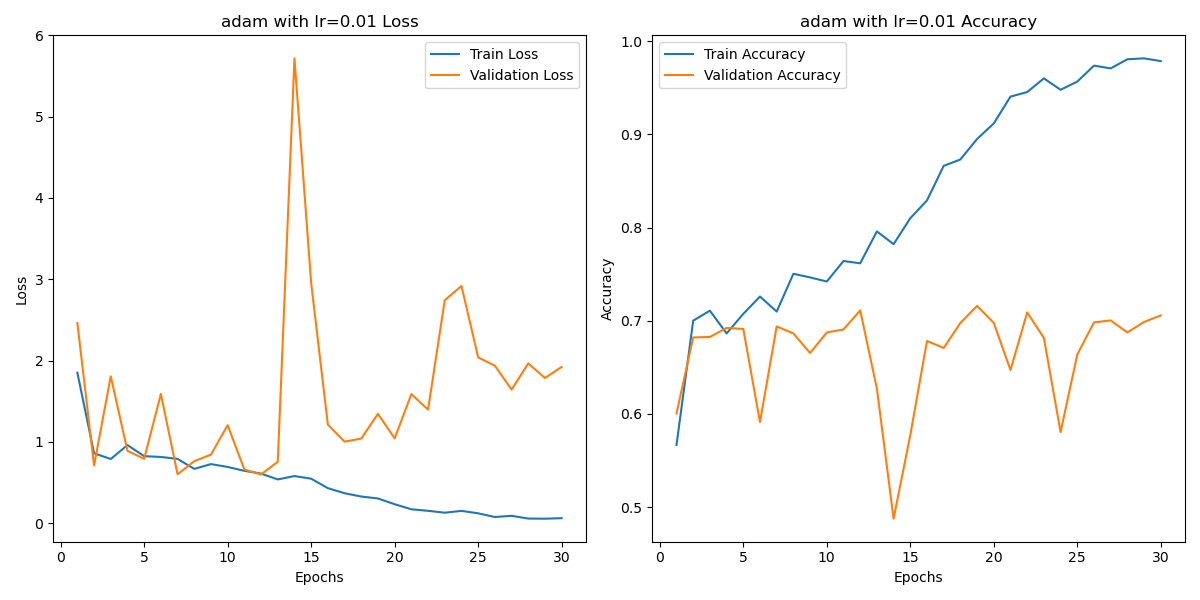 adam with lr=0.01 Loss
Train Loss
Validation Loss
6
5
4
3
2
1
0
Loss
0 5 10 15 20 25 30
Epochs
adam with lr=0.01 Accuracy
Train Accuracy
Validation Accuracy
1.0
0.9
0.8
0.7
0.6
0.5
Accuracy
0 5 10 15 20 25 30
Epochs